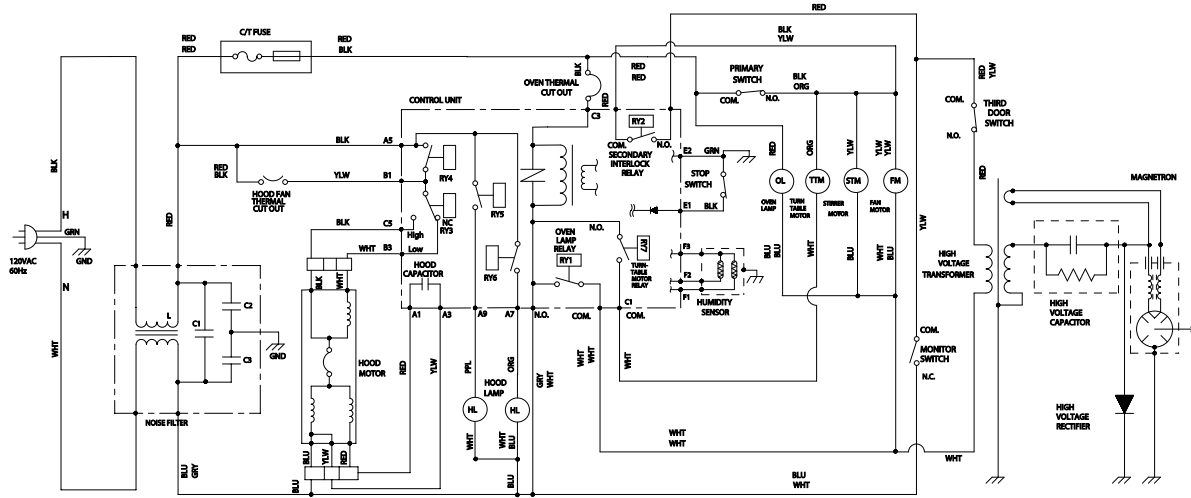 RED
C/T FUSE
RED
RED
RED
BLK
BLK
YLW
OVEN THERMAL
CUT OUT
BLK
RED
RED
RED
PRIMARY
SWITCH
COM.
N.O.
BLK
ORG
RED
YLW
COM.
THIRD
DOOR
SWITCH
N.O.
CONTROL UNIT
C3
RY2
COM.
N.O.
SECONDARY
INTERLOCK
RELAY
E2
GRN
STOP
SWITCH
E1
BLK
RED
ORG
YLW
YLW
YLW
OL
TTM
STM
FM
OVEN
LAMP
TURN
TABLE
MOTOR
STIRRER
MOTOR
FAN
MOTOR
RED
MAGNETRON
BLK
BLK
A5
RY4
RED
BLK
YLW
B1
HOOD FAN
THERMAL
CUT OUT
BLK
C5
High
NC
RY3
WHT
B3
Low
RY5
RY6
HOOD
CAPACITOR
H
GRN
GND
120VAC
60Hz
N
RED
N.O.
OVEN
LAMP
RELAY
RY1
RY7
TURN-
TABLE
MOTOR
RELAY
F3
F2
F1
HUMIDITY
SENSOR
BLU
BLU
WHT
BLU
WHT
BLU
YLW
HIGH
VOLTAGE
TRANSFORMER
HIGH
VOLTAGE
CAPACITOR
BLK
WHT
A1
A3
A9
A7
N.O.
COM.
C1
COM.
L
C1
C2
C3
GND
WHT
HOOD
MOTOR
RED
YLW
PPL
ORG
HOOD
LAMP
GRY
WHT
WHT
WHT
WHT
COM.
MONITOR
SWITCH
N.C.
HL
HL
HIGH
VOLTAGE
RECTIFIER
NOISE FILTER
WHT
WHT
BLU
WHT
WHT
WHT
BLU
YLW
RED
BLU
GRY
BLU
BLU
BLU
WHT